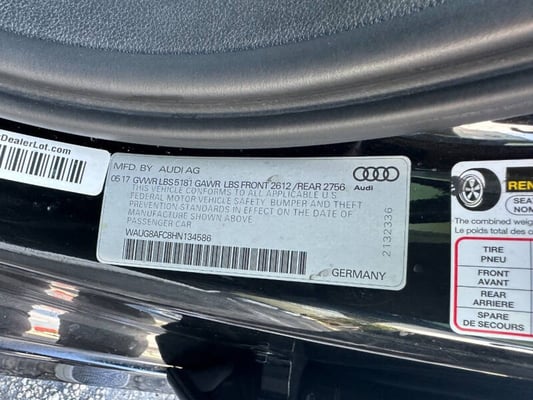 DealerLot.com
MFD. BY AUDI AG
05.17 GVWR LBS 5181 GAWR LBS FRONT 2612 / REAR 2756
THIS VEHICLE CONFORMS TO ALL APPLICABLE U.S.
FEDERAL MOTOR VEHICLE SAFETY, BUMPER AND THEFT
PREVENTION STANDARDS IN EFFECT ON THE DATE OF
MANUFACTURE SHOWN ABOVE.
PASSENGER CAR
WAUG8AFC8HN134586
GERMANY
Audi
2132336
SEA
The combined weig
Le poids
TIRE
PNEU
FRONT
AVANT
REAR
ARRIERE
SPARE
DE SECOURS